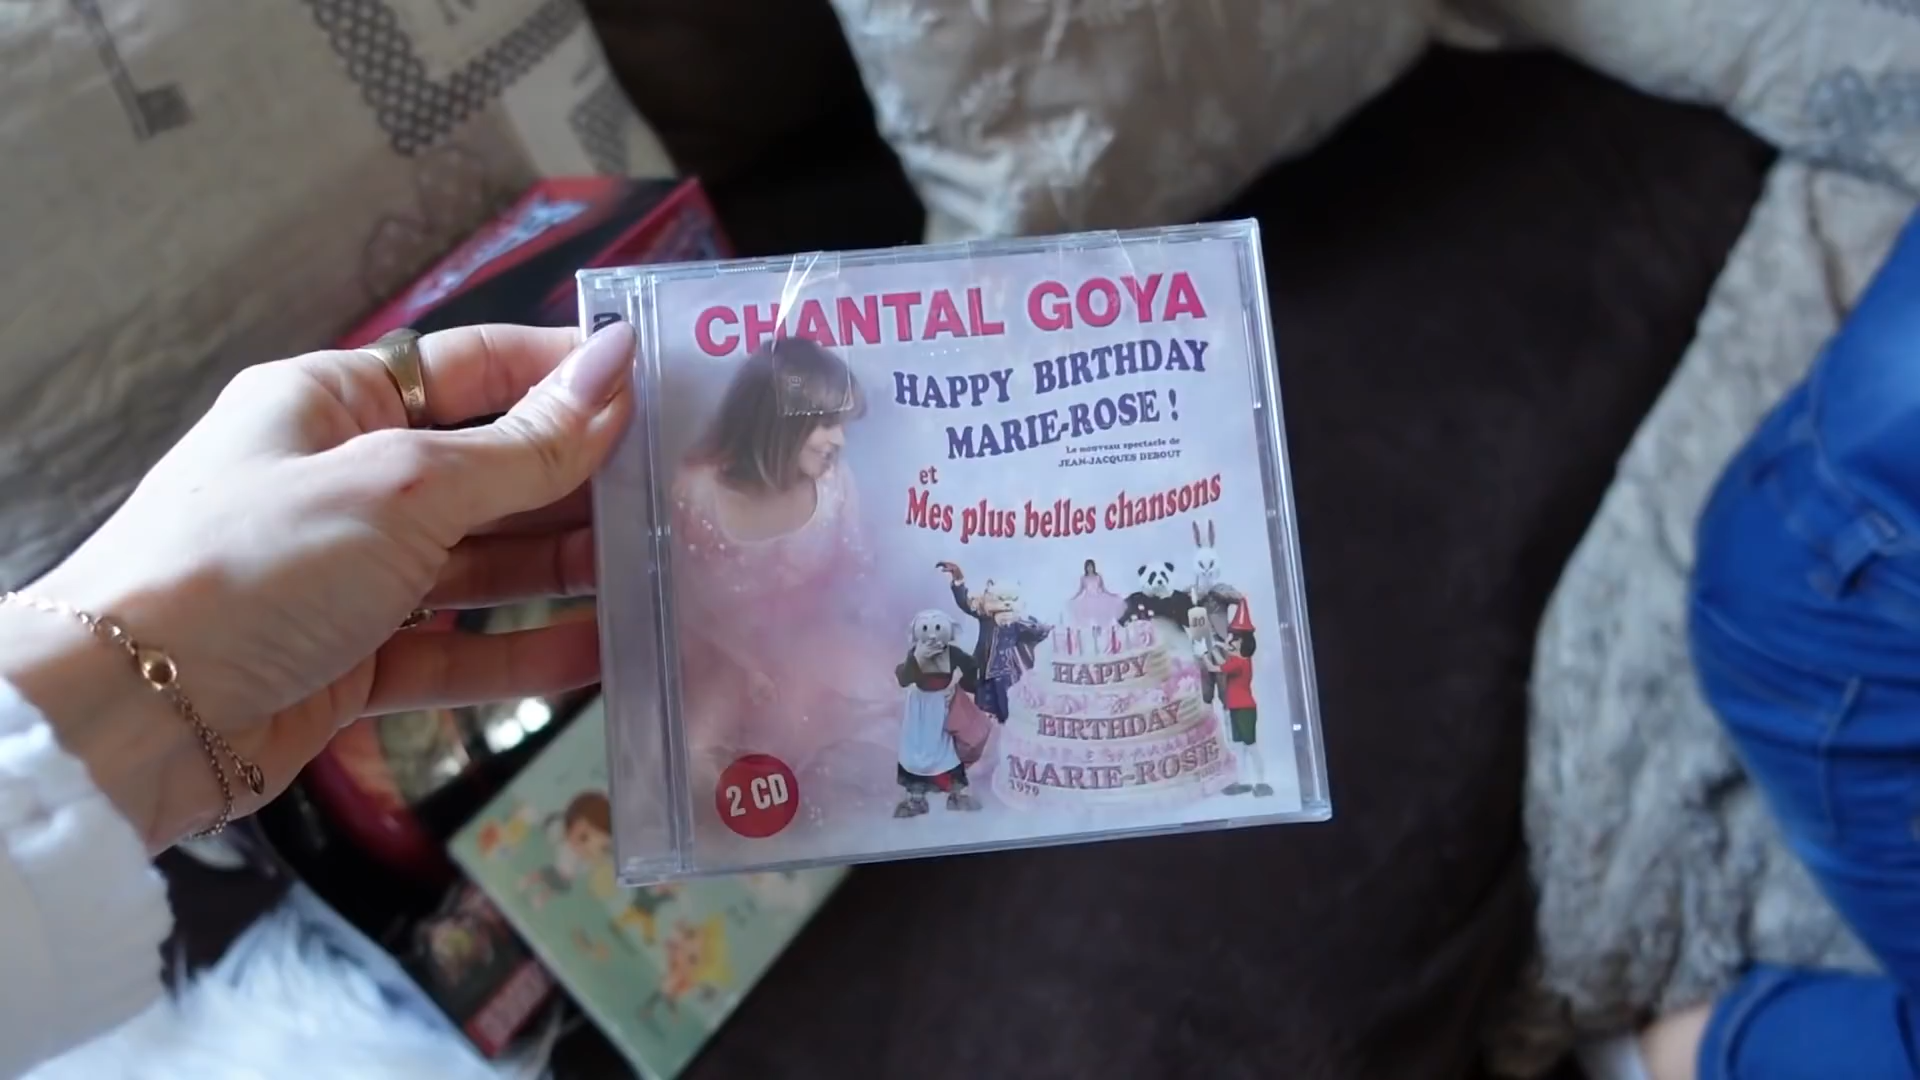 CHANTAL GOYA
HAPPY BIRTHDAY
MARIE-ROSE !
Le nouveau spectacle de
JEAN-JACQUES DEBOUT
et
Mes plus belles chansons
HAPPY
BIRTHDAY
MARIE-ROSE
1979
2 CD